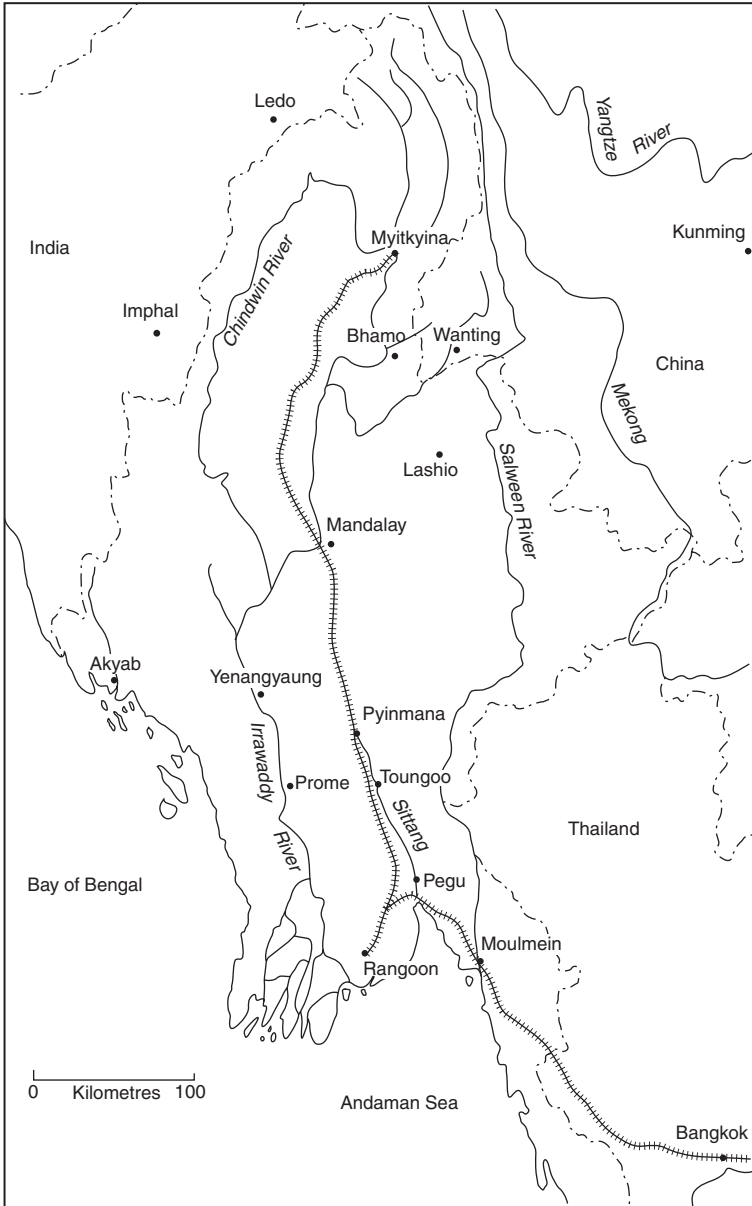 Ledo
Yangtze
River
India
Myitkyina
Kunming
Chindwin River
Imphal
Bhamo
Wanting
China
Mekong
Lashio
Salween River
Mandalay
Akyab
Yenangyaung
Pyinmana
Irrawaddy
River
Prome
Toungoo
Sittang
Thailand
Bay of Bengal
Pegu
Moulmein
Rangoon
0 Kilometres 100
Andaman Sea
Bangkok